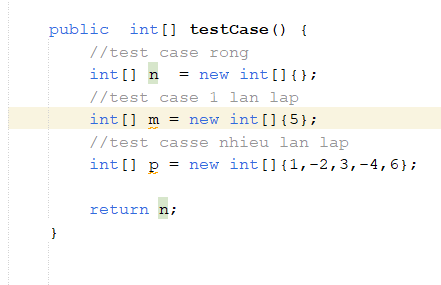 public  int[] testCase() {
//test case rong
int[] n  = new int[]{};
//test case 1 lan lap
int[] m = new int[]{5};
//test casse nhieu lan lap
int[] p = new int[]{1,-2,3,-4,6};
return n;
}